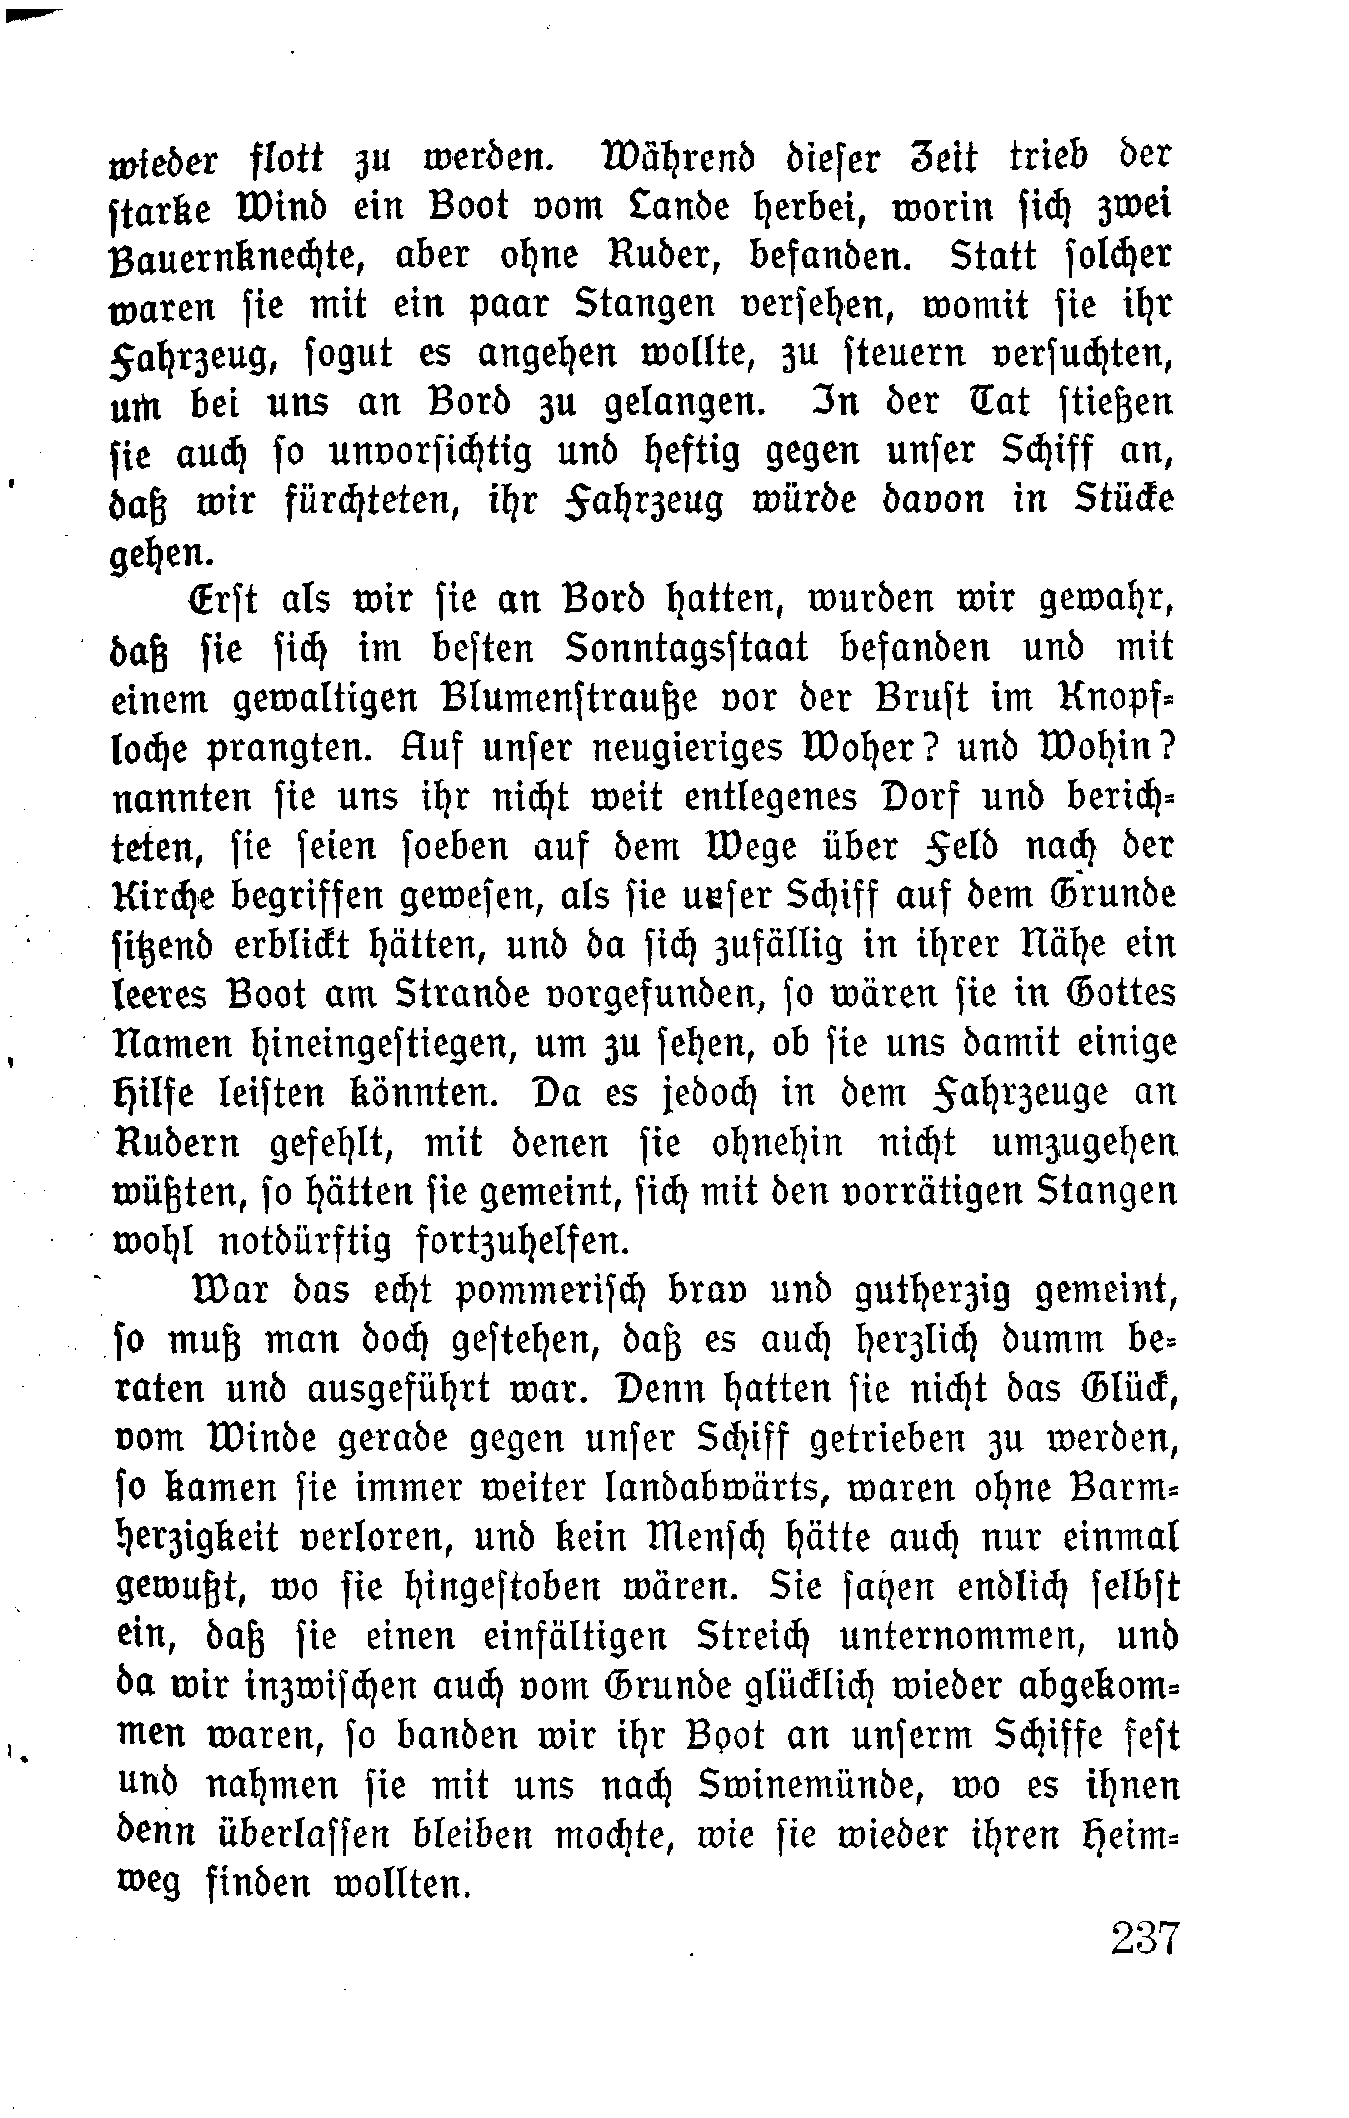 wieder flott zu werden. Während dieser Zeit trieb der
starke Wind ein Boot vom Lande herbei, worin sich zwei
Bauernknechte, aber ohne Ruder, befanden. Statt solcher
waren sie mit ein paar Stangen versehen, womit sie ihr
Fahrzeug, sogut es angehen wollte, zu steuern versuchten,
um bei uns an Bord zu gelangen. In der Tat stießen
sie auch so unvorsichtig und heftig gegen unser Schiff an,
daß wir fürchteten, ihr Fahrzeug würde davon in Stücke
gehen.
Erst als wir sie an Bord hatten, wurden wir gewahr,
daß sie sich im besten Sonntagsstaat befanden und mit
einem gewaltigen Blumenstrauße vor der Brust im Knopf-
loche prangten. Auf unser neugieriges Woher? und Wohin?
nannten sie uns ihr nicht weit entlegenes Dorf und berich-
teten, sie seien soeben auf dem Wege über Feld nach der
Kirche begriffen gewesen, als sie unser Schiff auf dem Grunde
sitzend erblickt hätten, und da sich zufällig in ihrer Nähe ein
leeres Boot am Strande vorgefunden, so wären sie in Gottes
Namen hineingestiegen, um zu sehen, ob sie uns damit einige
Hilfe leisten könnten. Da es jedoch in dem Fahrzeuge an
Rudern gefehlt, mit denen sie ohnehin nicht umzugehen
wüßten, so hätten sie gemeint, sich mit den vorrätigen Stangen
wohl notdürftig fortzuhelfen.
War das echt pommerisch brav und gutherzig gemeint,
so muß man doch gestehen, daß es auch herzlich dumm be-
raten und ausgeführt war. Denn hatten sie nicht das Glück,
vom Winde gerade gegen unser Schiff getrieben zu werden,
so kamen sie immer weiter landabwärts, waren ohne Barm-
herzigkeit verloren, und kein Mensch hätte auch nur einmal
gewußt, wo sie hingestoben wären. Sie sahen endlich selbst
ein, daß sie einen einfältigen Streich unternommen, und
da wir inzwischen auch vom Grunde glücklich wieder abgekom-
men waren, so banden wir ihr Boot an unserm Schiffe fest
und nahmen sie mit uns nach Swinemünde, wo es ihnen
denn überlassen bleiben mochte, wie sie wieder ihren Heim-
weg finden wollten.
237